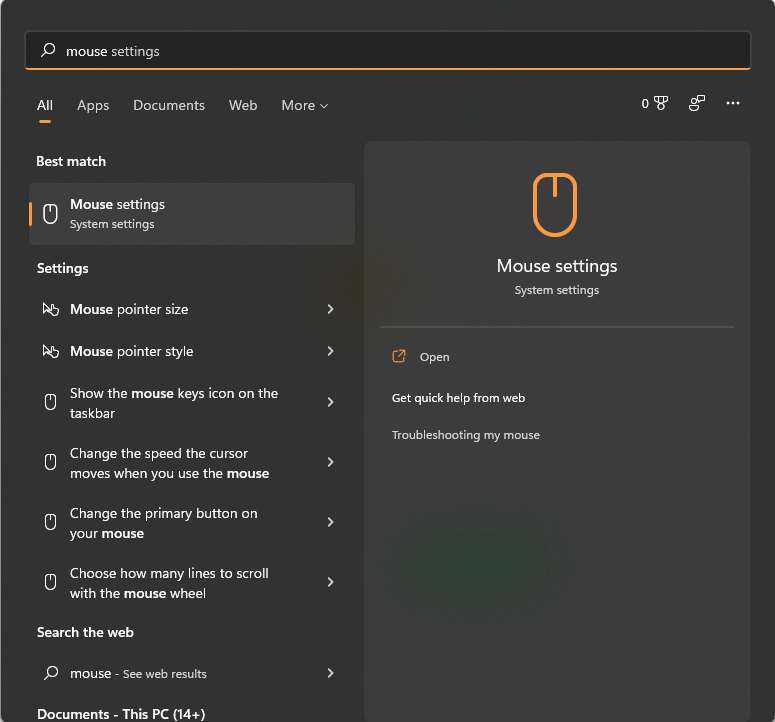 mouse settings
All Apps Documents Web More
0
Best match
Mouse settings
System settings
Settings
Mouse pointer size
Mouse pointer style
Show the mouse keys icon on the
taskbar
Change the speed the cursor
moves when you use the mouse
Change the primary button on
your mouse
Choose how many lines to scroll
with the mouse wheel
Search the web
mouse - See web results
Documents - This PC (14+)
Mouse settings
System settings
Open
Get quick help from web
Troubleshooting my mouse